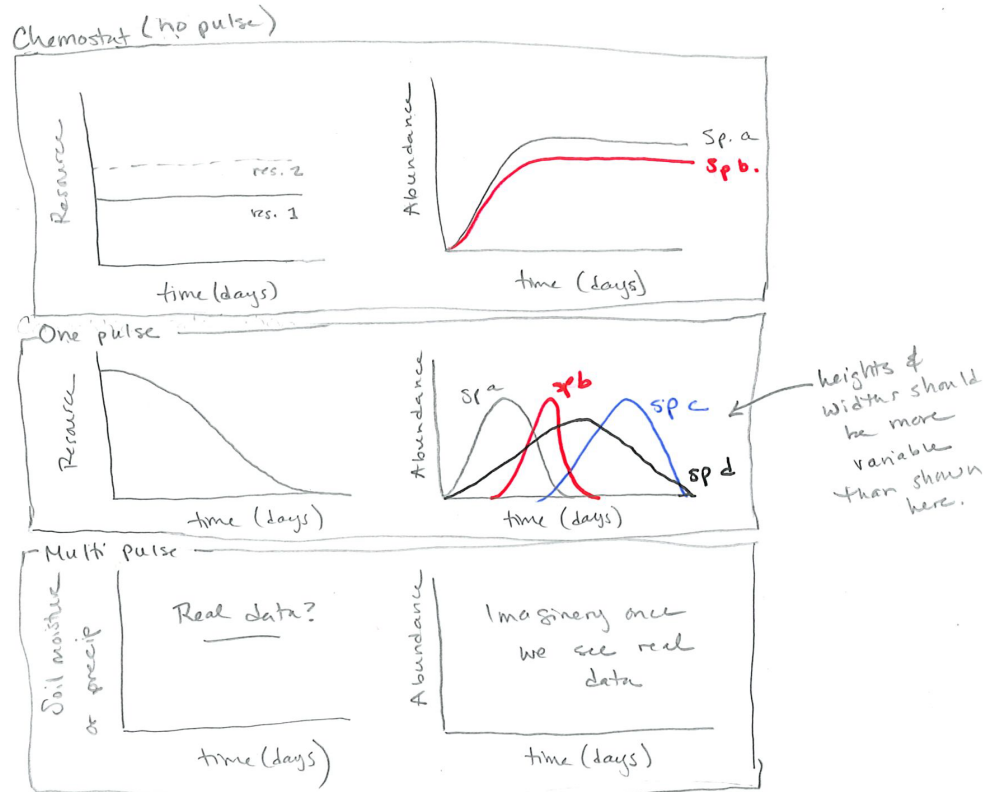 Chemostat (no pulse)
Resource
res. 2
res. 1
time (days)
Abundance
Sp. a
Sp b.
time (days)
One pulse
Resource
time (days)
Abundance
sp a
sp b
sp c
sp d
time (days)
heights &
widths should
be more
variable
than shown
here.
Multi pulse
Soil moisture
or precip
Real data?
time (days)
Abundance
Imaginery once
we see real
data
time (days)